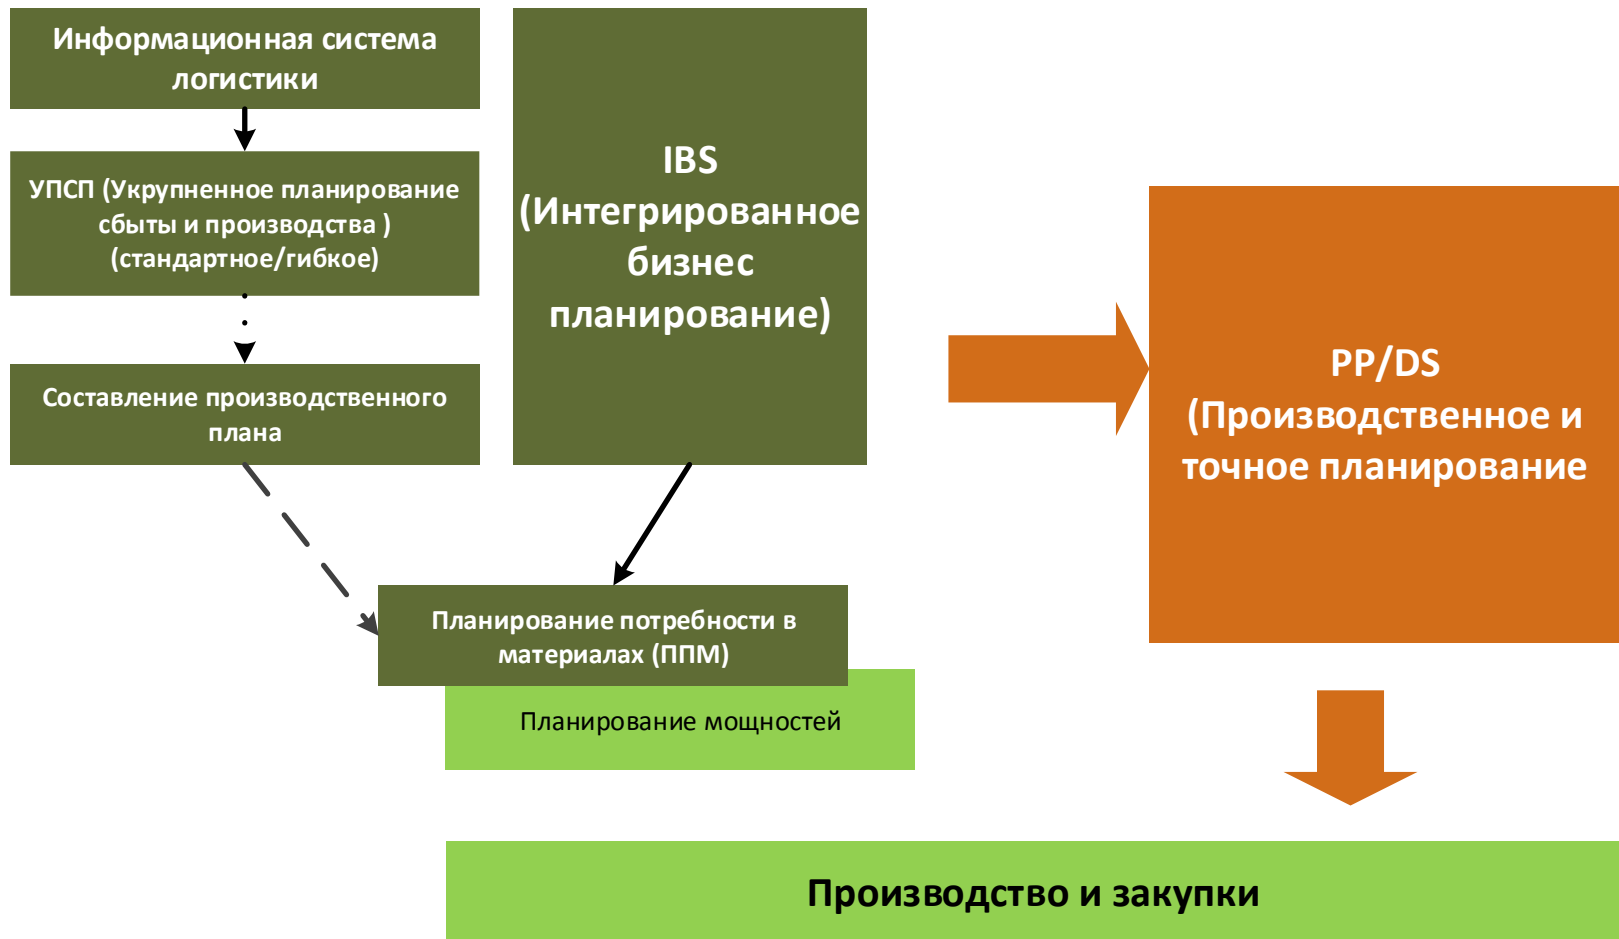 Информационная система
логистики
УПСП (Укрупненное планирование
сбыты и производства )
(стандартное/гибкое)
Составление производственного
плана
IBS
(Интегрированное
бизнес
планирование)
Планирование потребности в
материалах (ППМ)
Планирование мощностей
PP/DS
(Производственное и
точное планирование
Производство и закупки